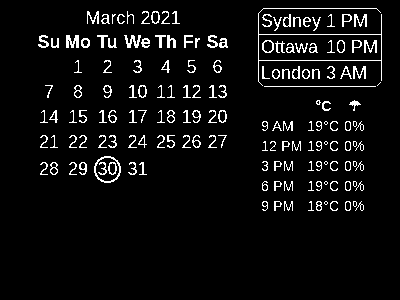 March 2021
Su Mo Tu We Th Fr Sa
1 2 3 4 5 6
7 8 9 10 11 12 13
14 15 16 17 18 19 20
21 22 23 24 25 26 27
28 29 30 31
Sydney 1 PM
Ottawa 10 PM
London 3 AM
°C ☂
9 AM 19°C 0%
12 PM 19°C 0%
3 PM 19°C 0%
6 PM 19°C 0%
9 PM 18°C 0%